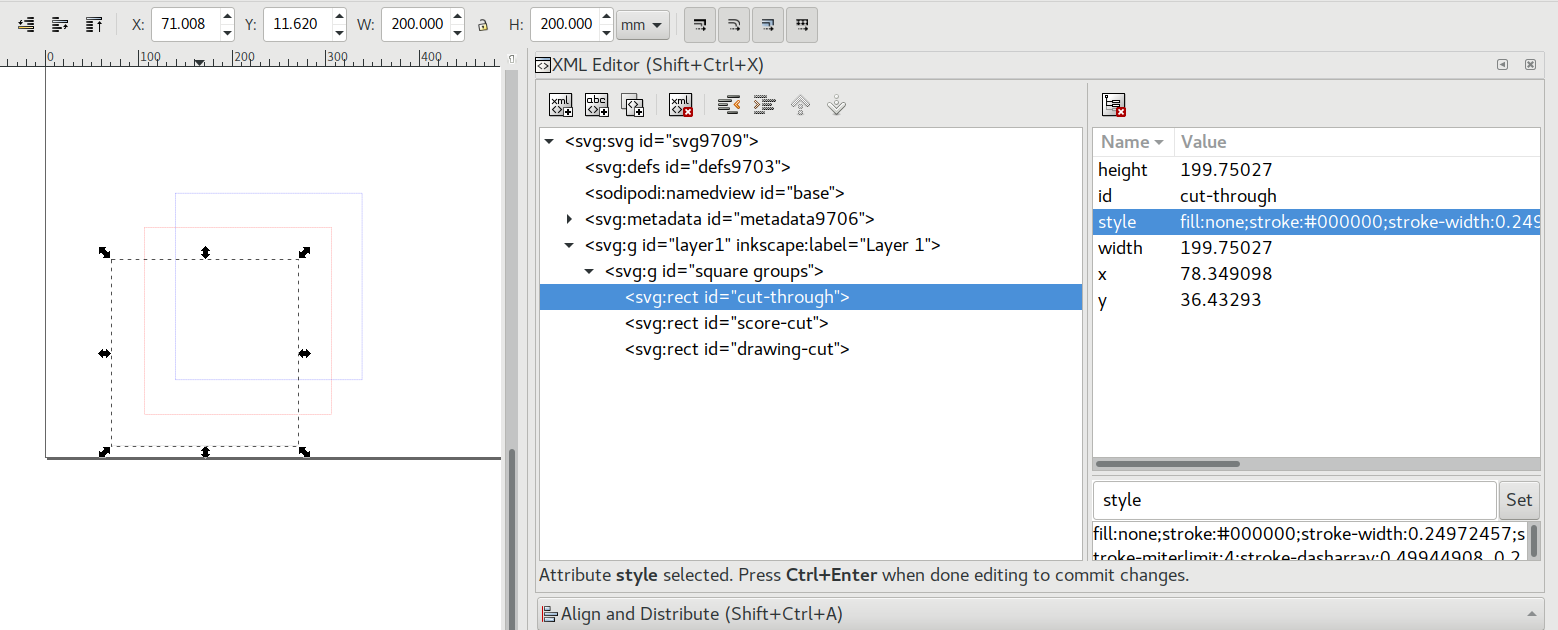 X: 71.008 Y: 11.620 W: 200.000 H: 200.000 mm
0 100 200 300 400
XML Editor (Shift+Ctrl+X)
xml abc xml
<svg:svg id="svg9709">
<svg:defs id="defs9703">
<sodipodi:namedview id="base">
<svg:metadata id="metadata9706">
<svg:g id="layer1" inkscape:label="Layer 1">
<svg:g id="square groups">
<svg:rect id="cut-through">
<svg:rect id="score-cut">
<svg:rect id="drawing-cut">
Name Value
height 199.75027
id cut-through
style fill:none;stroke:#000000;stroke-width:0.249
width 199.75027
x 78.349098
y 36.43293
style Set
fill:none;stroke:#000000;stroke-width:0.24972457;s
troke-miterlimit:4;stroke-dasharray:0.49944908, 0.2
Attribute style selected. Press Ctrl+Enter when done editing to commit changes.
Align and Distribute (Shift+Ctrl+A)